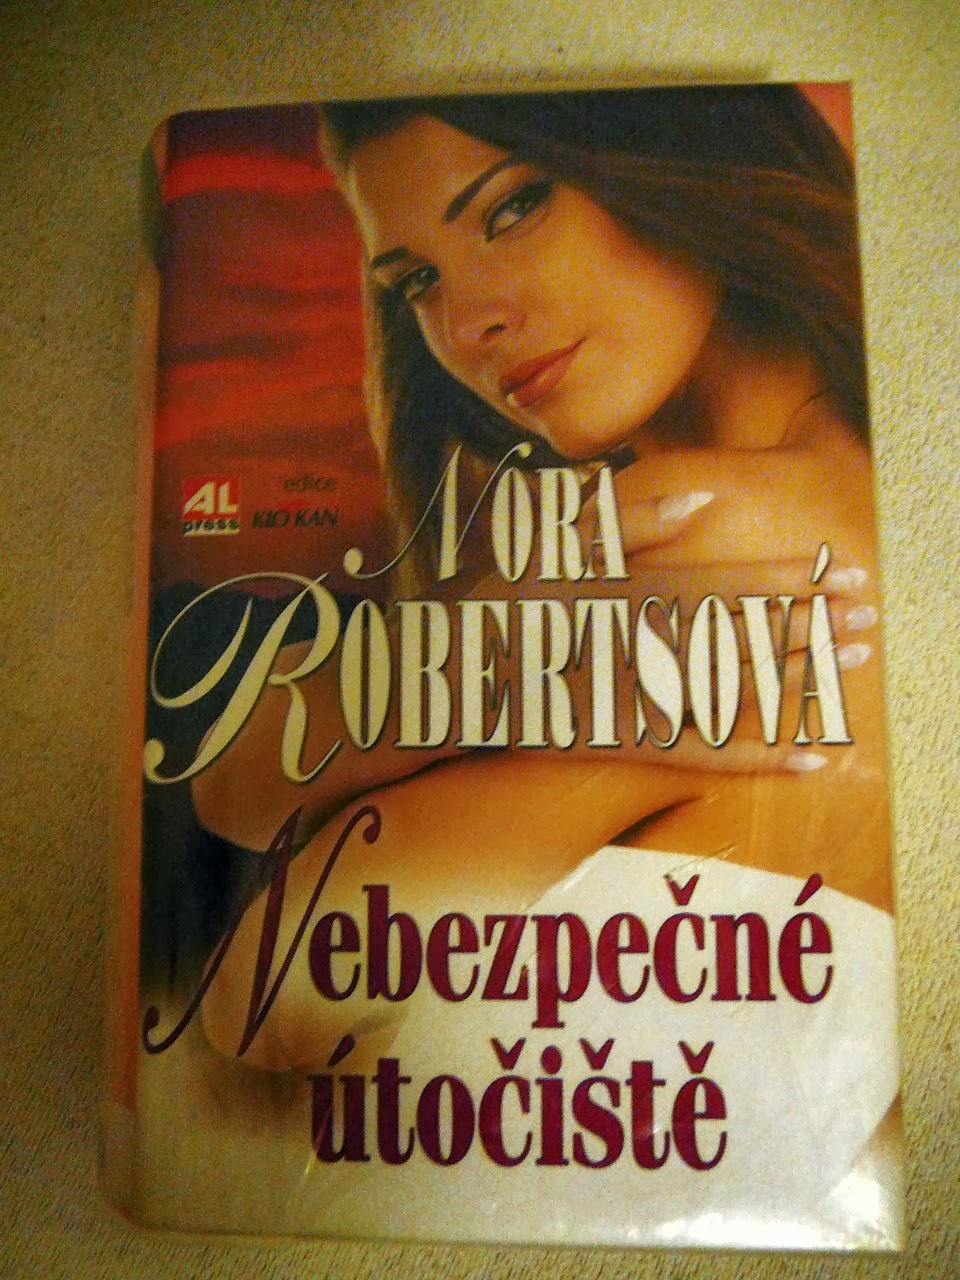 AL
press
edice
KLO KAN
NORA
ROBERTSOVÁ
Nebezpečné
útočiště